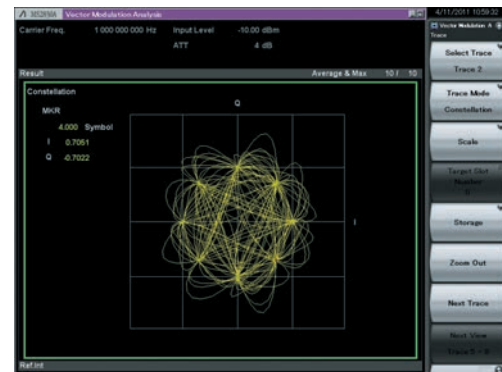 MS2690A Vector Modulation Analysis
4/11/2011 10:59:32
Carrier Freq. 1 000 000 000 Hz Input Level -10.00 dBm
ATT 4 dB
Result Average & Max 10 / 10
Constellation
MKR
4.000 Symbol
I 0.7051
Q -0.7022
Q
I
Ref.Int
Vector Modulation A
Trace
Select Trace
Trace 2
Trace Mode
Constellation
Scale
Target Slot
Number
Storage
Zoom Out
Next Trace
Next View